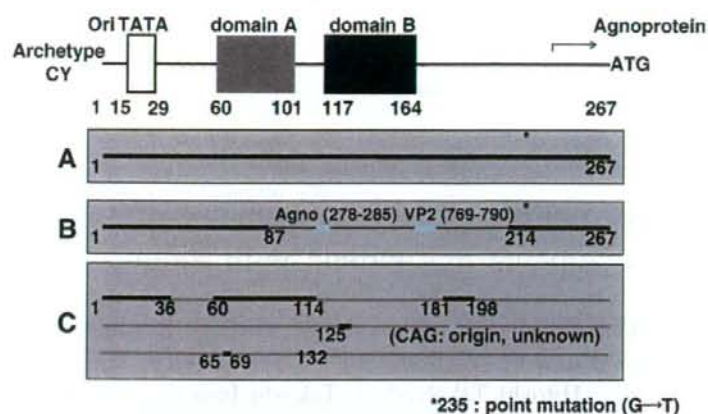 Ori TATA domain A domain B Agnoprotein
Archetype CY ATG
1 15 29 60 101 117 164 267
A
1 * 267
B
Agno (278-285) VP2 (769-790) *
1 87 214 267
C
1 36 60 114 181 198
125 (CAG: origin, unknown)
65 69 132
*235 : point mutation (G→T)